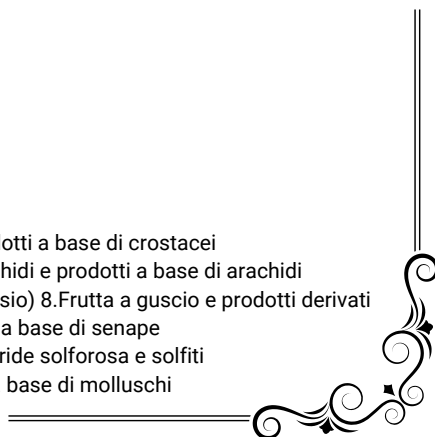 dotti a base di crostacei
hidi e prodotti a base di arachidi
sio) 8.Frutta a guscio e prodotti derivati
a base di senape
ride solforosa e solfiti
base di molluschi